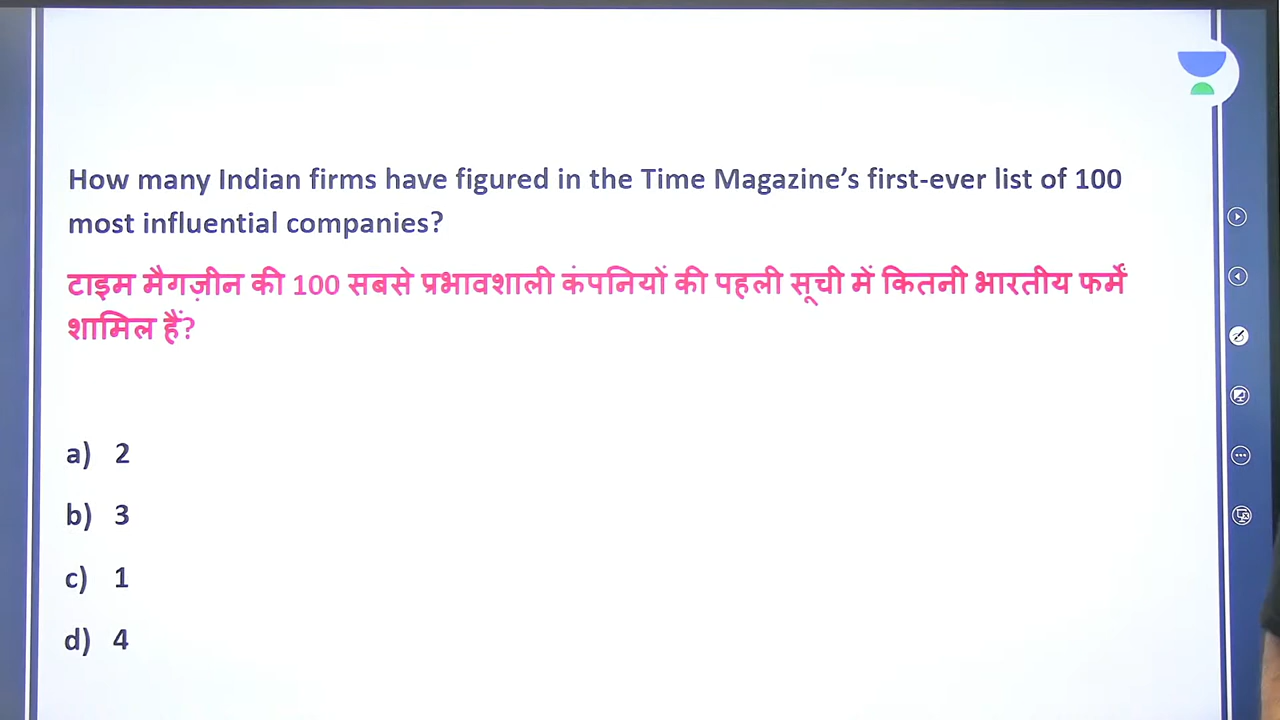 How many Indian firms have figured in the Time Magazine’s first-ever list of 100
most influential companies?
टाइम मैगज़ीन की 100 सबसे प्रभावशाली कंपनियों की पहली सूची में कितनी भारतीय फर्में
शामिल हैं?
a) 2
b) 3
c) 1
d) 4